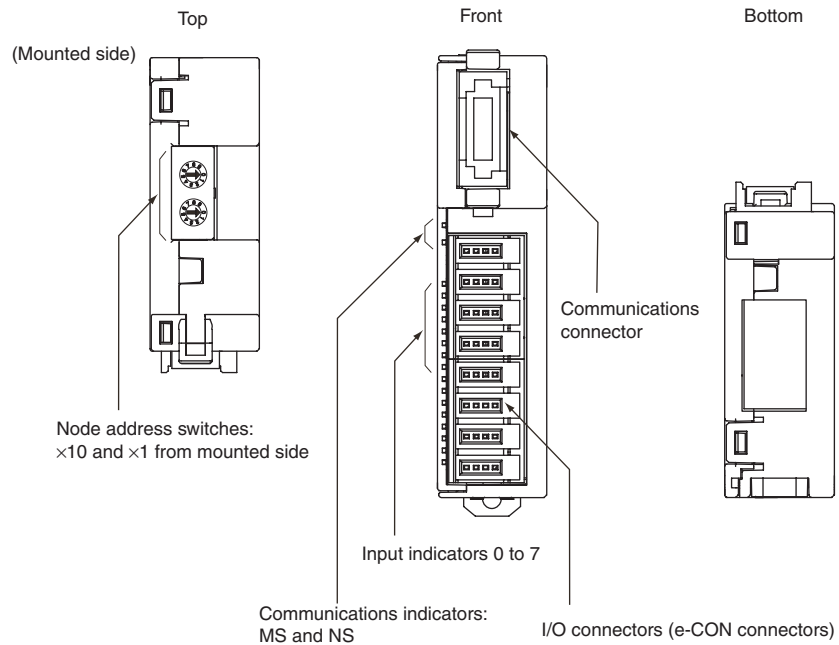 Top
Front
Bottom
(Mounted side)
Communications
connector
Node address switches:
×10 and ×1 from mounted side
Input indicators 0 to 7
Communications indicators:
MS and NS
I/O connectors (e-CON connectors)